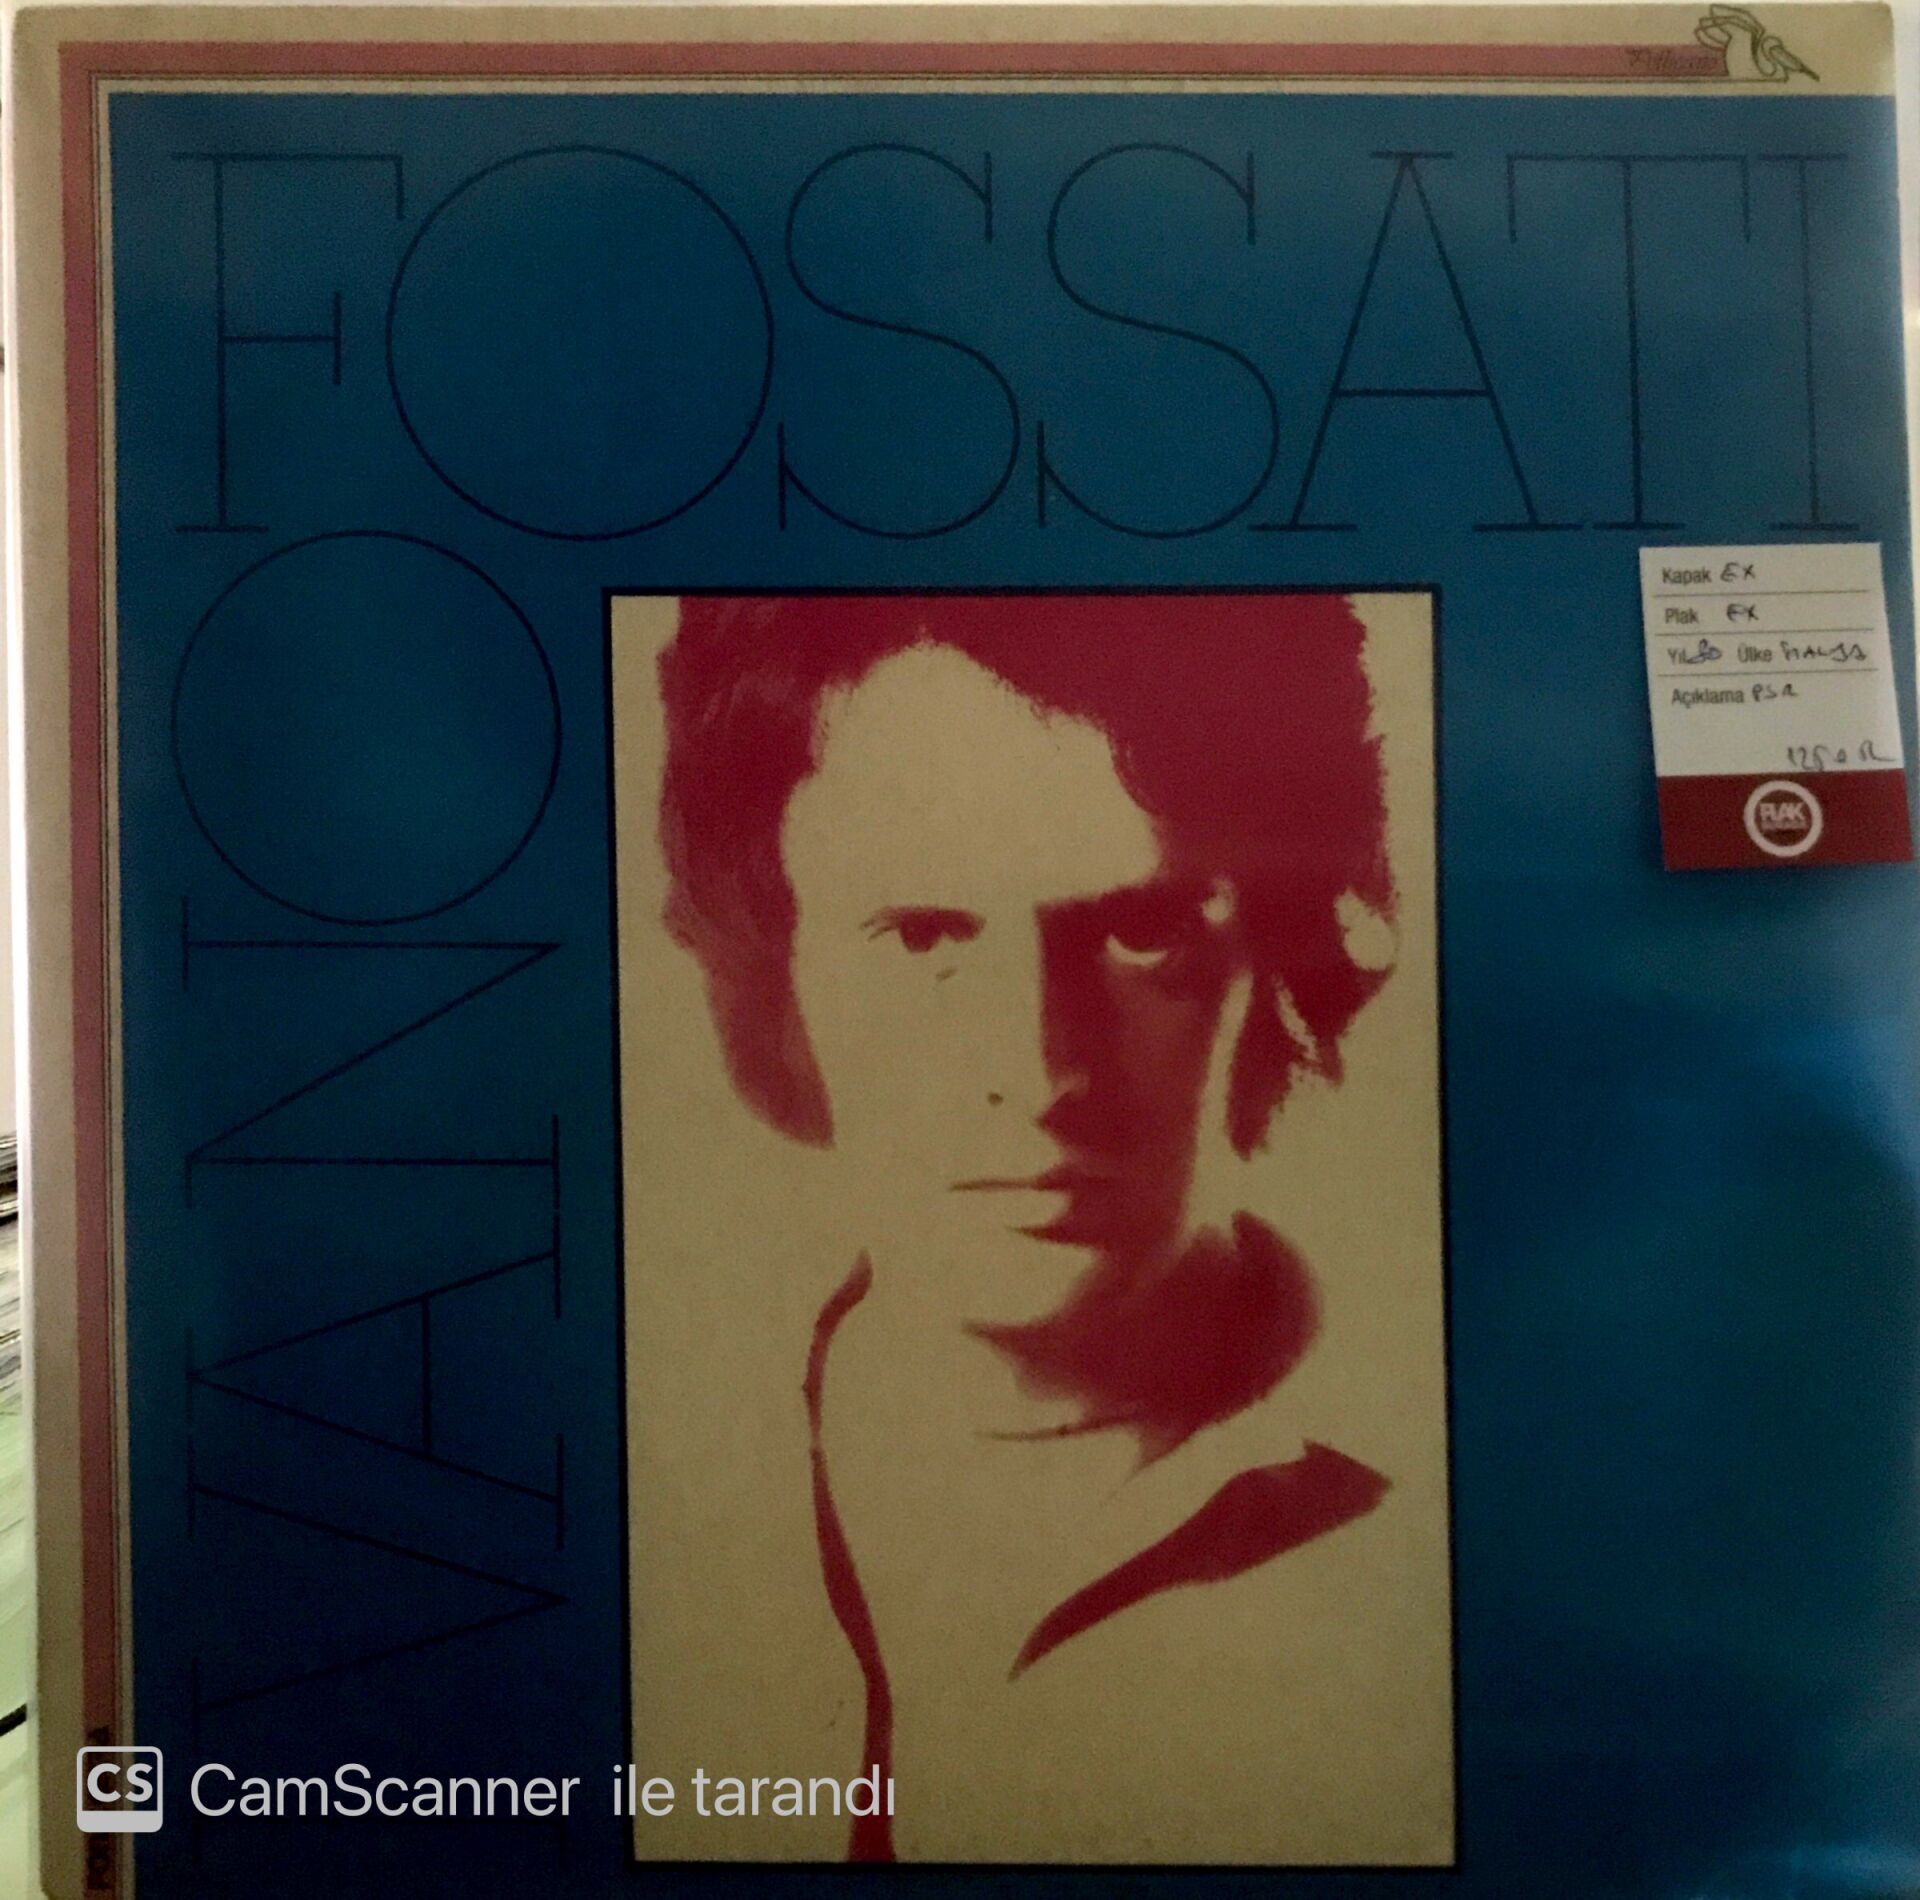 FOSSATI
IVANO
Kapak EX
Plak EX
Yıl 80 Ülke İTALYA
Açıklama PSR
PLAK
CS CamScanner ile tarandı